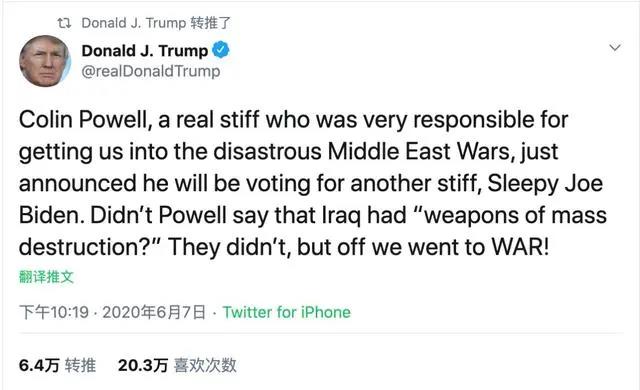 Donald J. Trump 转推了
Donald J. Trump
@realDonaldTrump
Colin Powell, a real stiff who was very responsible for
getting us into the disastrous Middle East Wars, just
announced he will be voting for another stiff, Sleepy Joe
Biden. Didn’t Powell say that Iraq had “weapons of mass
destruction?” They didn’t, but off we went to WAR!
翻译推文
下午10:19 · 2020年6月7日 · Twitter for iPhone
6.4万 转推 20.3万 喜欢次数